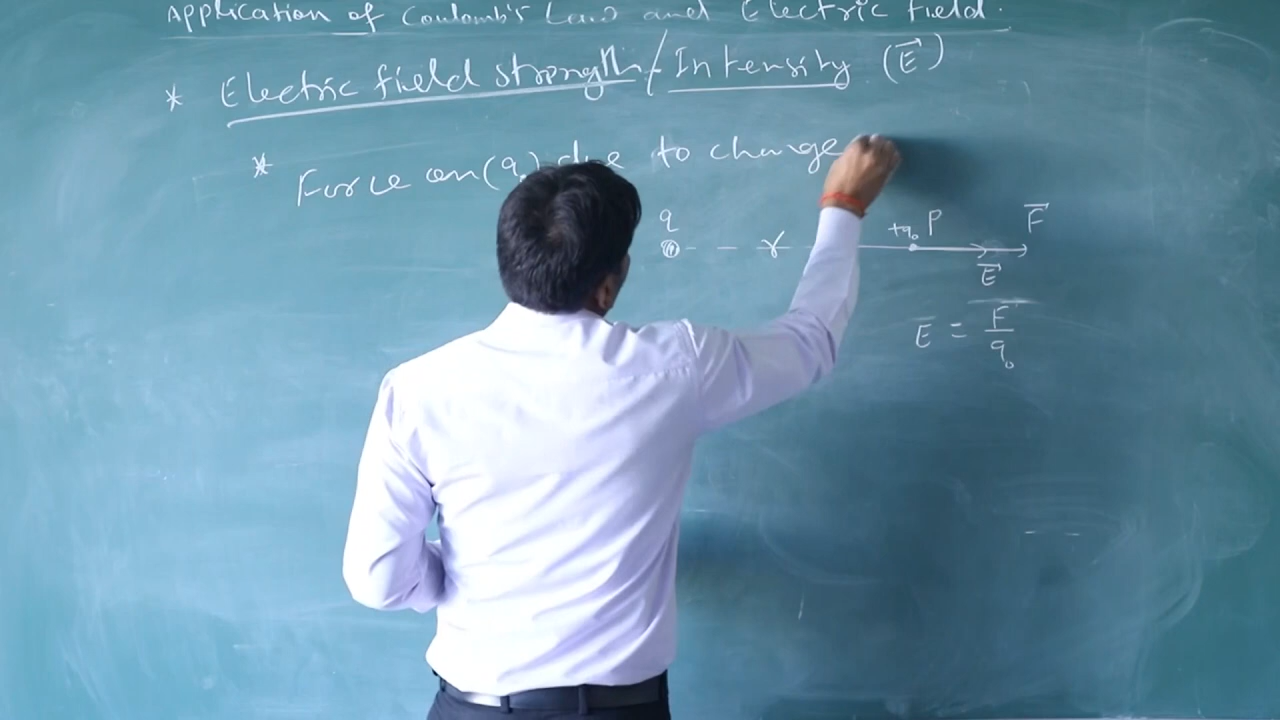 Application of Coulomb's Law and Electric field.
* Electric field strength / Intensity (E⃗)
* Force on (q₀) due to charge
q r +q₀ P F⃗
E⃗
E = F / q₀